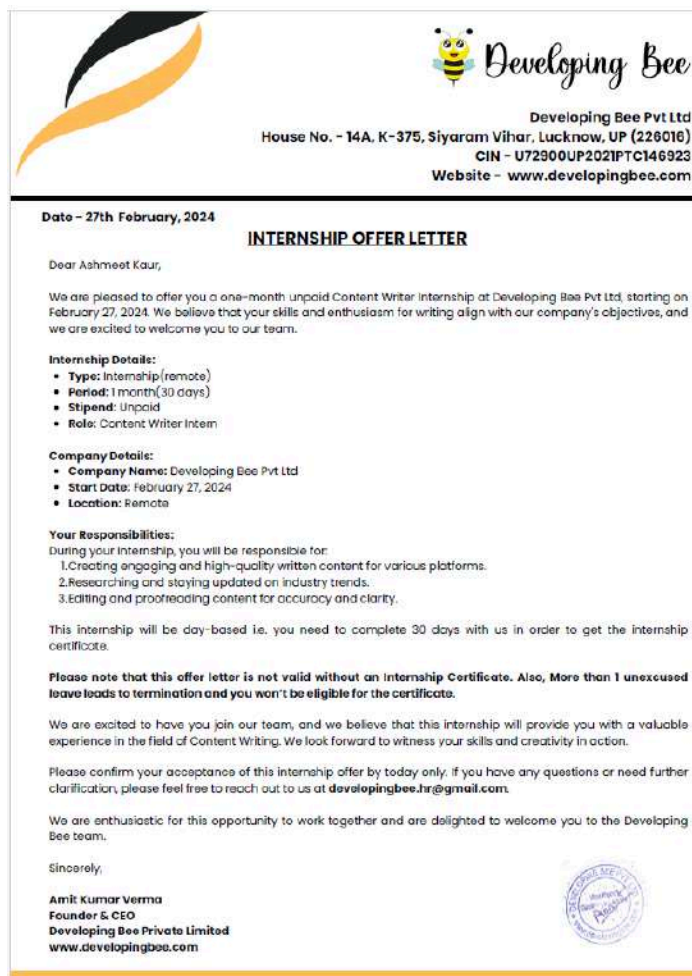 Developing Bee
Developing Bee Pvt Ltd
House No. - 14A, K-375, Siyaram Vihar, Lucknow, UP (226016)
CIN - U72900UP2021PTC146923
Website - www.developingbee.com
Date - 27th February, 2024
INTERNSHIP OFFER LETTER
Dear Ashmeet Kaur,
We are pleased to offer you a one-month unpaid Content Writer Internship at Developing Bee Pvt Ltd, starting on
February 27, 2024. We believe that your skills and enthusiasm for writing align with our company's objectives, and
we are excited to welcome you to our team.
Internship Details:
• Type: Internship(remote)
• Period: 1 month(30 days)
• Stipend: Unpaid
• Role: Content Writer Intern
Company Details:
• Company Name: Developing Bee Pvt Ltd
• Start Date: February 27, 2024
• Location: Remote
Your Responsibilities:
During your internship, you will be responsible for:
1.Creating engaging and high-quality written content for various platforms.
2.Researching and staying updated on industry trends.
3.Editing and proofreading content for accuracy and clarity.
This internship will be day-based i.e. you need to complete 30 days with us in order to get the internship
certificate.
Please note that this offer letter is not valid without an Internship Certificate. Also, More than 1 unexcused
leave leads to termination and you won't be eligible for the certificate.
We are excited to have you join our team, and we believe that this internship will provide you with a valuable
experience in the field of Content Writing. We look forward to witness your skills and creativity in action.
Please confirm your acceptance of this internship offer by today only. If you have any questions or need further
clarification, please feel free to reach out to us at developingbee.hr@gmail.com.
We are enthusiastic for this opportunity to work together and are delighted to welcome you to the Developing
Bee team.
Sincerely,
Amit Kumar Verma
Founder & CEO
Developing Bee Private Limited
www.developingbee.com